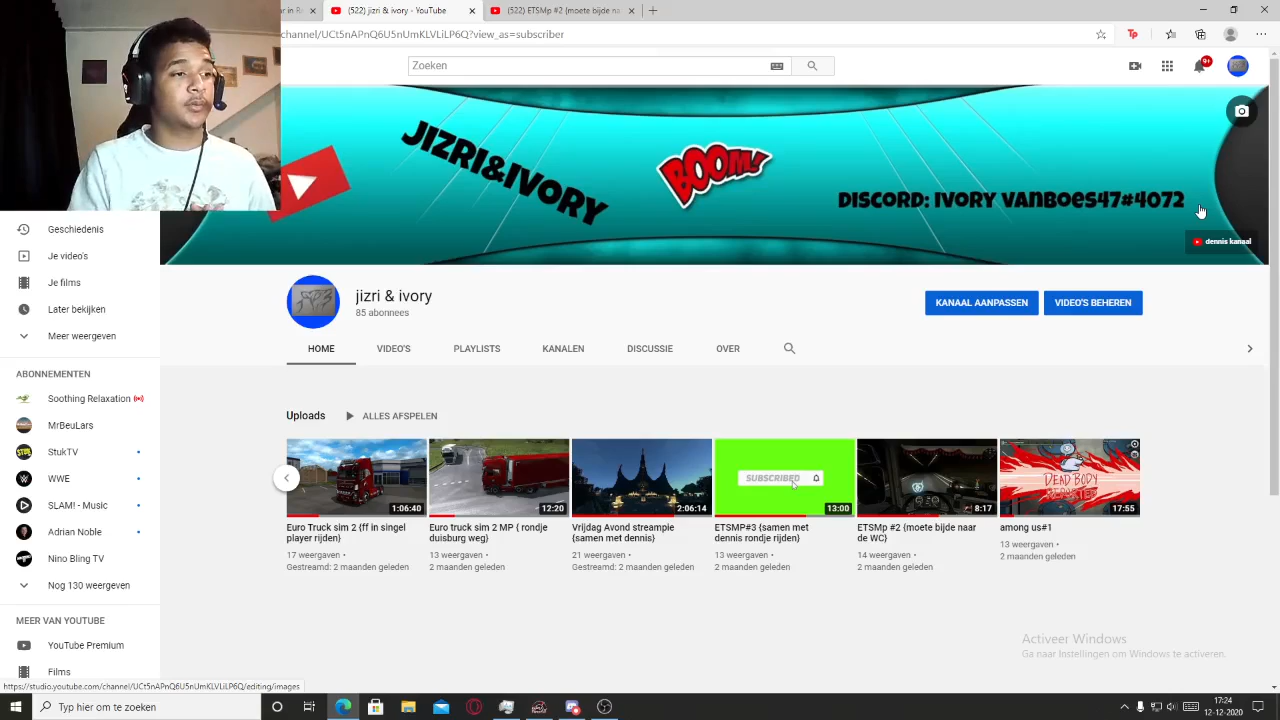 (522) Y
(522) 12-12-2020
channel/UCt5nAPnQ6U5nUmKLVLiLP6Q?view_as=subscriber
Zoeken
9+
JIZRI&IVORY
BOOM!
DISCORD: IVORY VANBOES47#4072
dennis kanaal
Geschiedenis
Je video's
Je films
Later bekijken
Meer weergeven
ABONNEMENTEN
Soothing Relaxation
MrBeuLars
StukTV
WWE
SLAM! - Music
Adrian Noble
Nino Bling TV
Nog 130 weergeven
MEER VAN YOUTUBE
YouTube Premium
Films
jizri & ivory
85 abonnees
KANAAL AANPASSEN
VIDEO'S BEHEREN
HOME VIDEO'S PLAYLISTS KANALEN DISCUSSIE OVER
Uploads ALLES AFSPELEN
1:06:40
Euro Truck sim 2 {ff in singel
player rijden}
17 weergaven •
Gestreamd: 2 maanden geleden
12:20
Euro truck sim 2 MP { rondje
duisburg weg}
13 weergaven •
2 maanden geleden
2:06:14
Vrijdag Avond streampie
{samen met dennis}
21 weergaven •
Gestreamd: 2 maanden geleden
SUBSCRIBED
13:00
ETSMP#3 {samen met
dennis rondje rijden}
13 weergaven •
2 maanden geleden
8:17
ETSMp #2 {moete bijde naar
de WC}
14 weergaven •
2 maanden geleden
DEAD BODY
REPORTED
17:55
among us#1
13 weergaven •
2 maanden geleden
Activeer Windows
Ga naar Instellingen om Windows te activeren.
https://studio.youtube.com/channel/UCt5nAPnQ6U5nUmKLVLiLP6Q/editing/images
Typ hier om te zoeken
17:24
12-12-2020